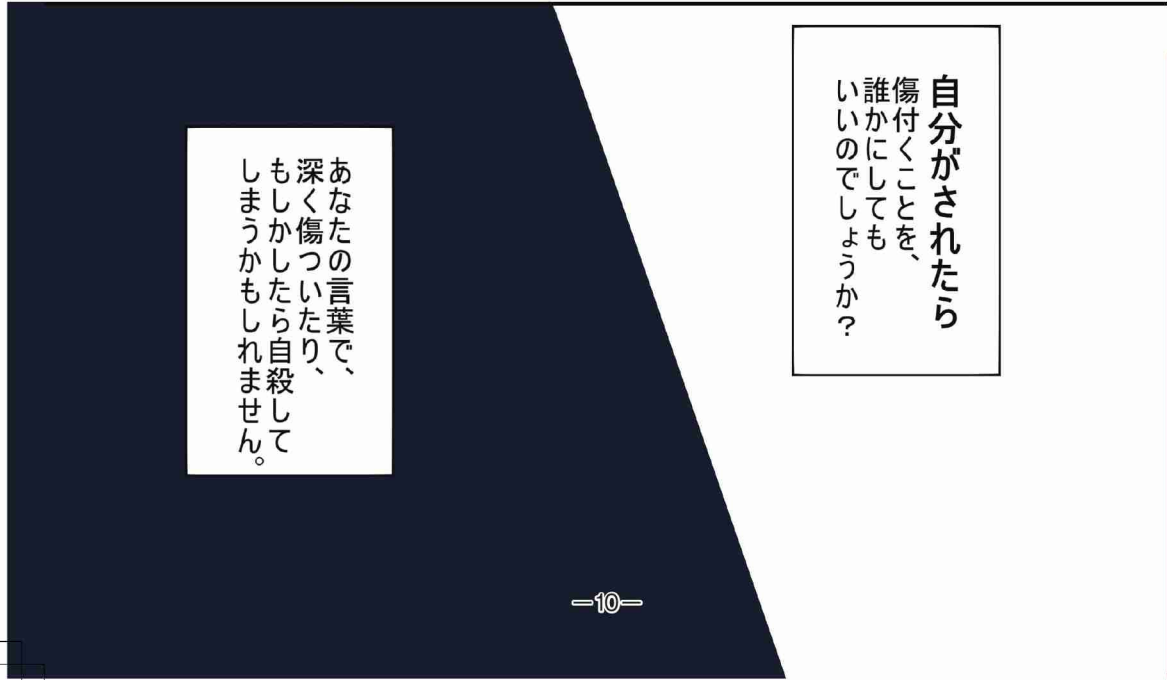 自分がされたら
傷付くことを、
誰かにしても
いいのでしょうか?
あなたの言葉で、
深く傷ついたり、
もしかしたら自殺して
しまうかもしれません。
—10—